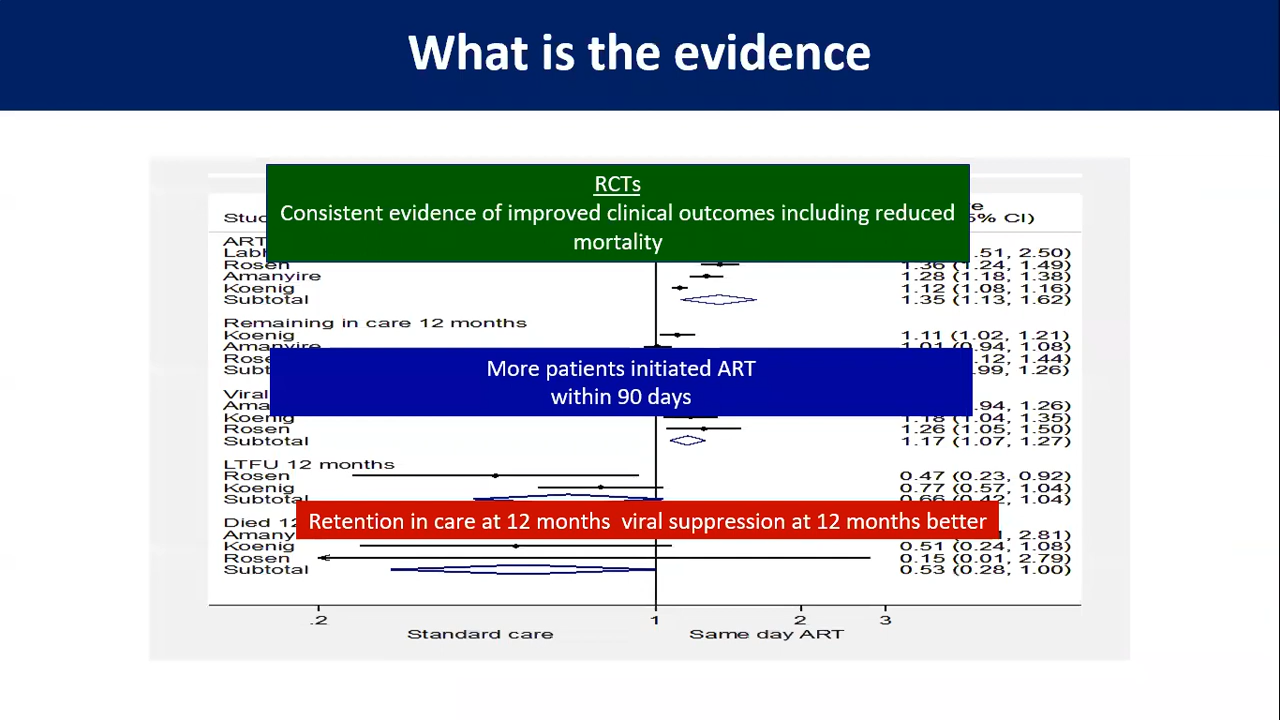 What is the evidence
RCTs
Consistent evidence of improved clinical outcomes including reduced
mortality
5% CI)
ART
.51, 2.50)
Rosen 1.36 (1.24, 1.49)
Amanyire 1.28 (1.18, 1.38)
Koenig 1.12 (1.08, 1.16)
Subtotal 1.35 (1.13, 1.62)
Remaining in care 12 months
Koenig 1.11 (1.02, 1.21)
Amanyire 1.01 (0.94, 1.08)
.12, 1.44)
.99, 1.26)
More patients initiated ART
within 90 days
Viral
.94, 1.26)
Koenig 1.18 (1.04, 1.35)
Rosen 1.26 (1.05, 1.50)
Subtotal 1.17 (1.07, 1.27)
LTFU 12 months
Rosen 0.47 (0.23, 0.92)
Koenig 0.77 (0.57, 1.04)
Subtotal 0.66 (0.42, 1.04)
Retention in care at 12 months viral suppression at 12 months better
Died 12
2.81)
Koenig 0.51 (0.24, 1.08)
Rosen 0.15 (0.01, 2.79)
Subtotal 0.53 (0.28, 1.00)
.2 1 2 3
Standard care Same day ART